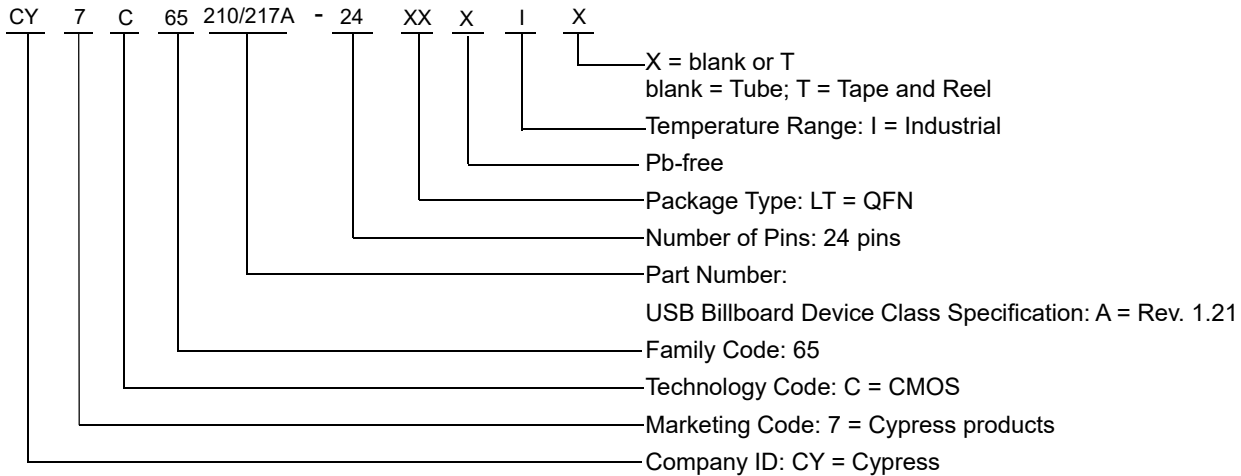 CY 7 C 65 210/217A - 24 XX X I X
X = blank or T
blank = Tube; T = Tape and Reel
Temperature Range: I = Industrial
Pb-free
Package Type: LT = QFN
Number of Pins: 24 pins
Part Number:
USB Billboard Device Class Specification: A = Rev. 1.21
Family Code: 65
Technology Code: C = CMOS
Marketing Code: 7 = Cypress products
Company ID: CY = Cypress